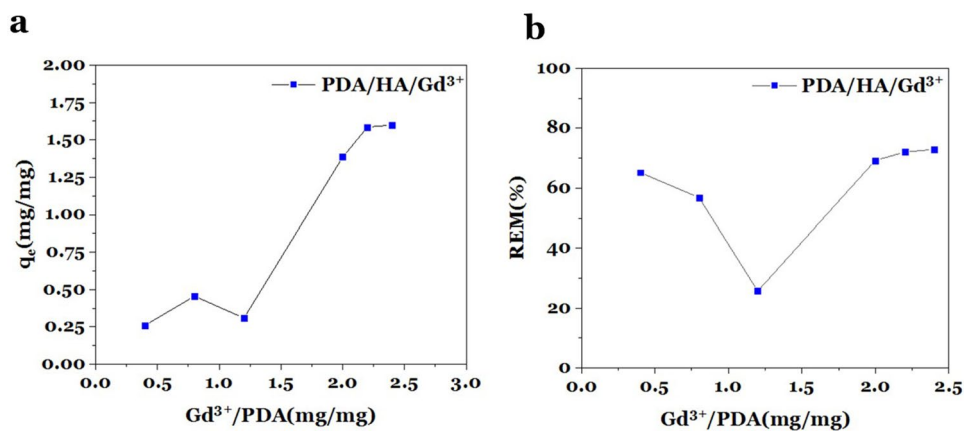 a
PDA/HA/Gd³⁺
2.00
1.75
1.50
1.25
1.00
0.75
0.50
0.25
0.00
qₑ(mg/mg)
0.0 0.5 1.0 1.5 2.0 2.5 3.0
Gd³⁺/PDA(mg/mg)
b
PDA/HA/Gd³⁺
100
80
60
40
20
0
REM(%)
0.0 0.5 1.0 1.5 2.0 2.5
Gd³⁺/PDA(mg/mg)